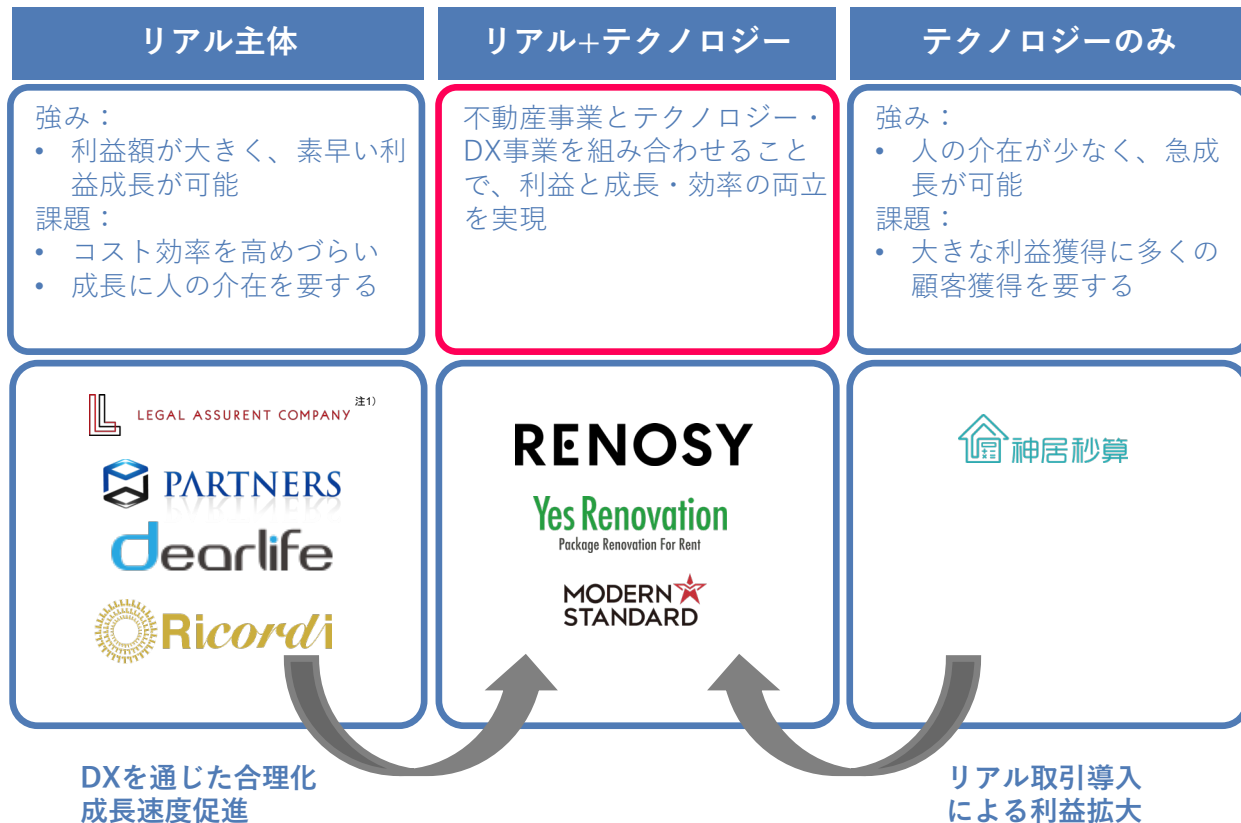 リアル主体
強み：
• 利益額が大きく、素早い利
益成長が可能
課題：
• コスト効率を高めづらい
• 成長に人の介在を要する
LEGAL ASSURENT COMPANY 注1)
PARTNERS
dearlife
Ricordi
DXを通じた合理化
成長速度促進
リアル+テクノロジー
不動産事業とテクノロジー・
DX事業を組み合わせること
で、利益と成長・効率の両立
を実現
RENOSY
Yes Renovation
Package Renovation For Rent
MODERN
STANDARD
テクノロジーのみ
強み：
• 人の介在が少なく、急成
長が可能
課題：
• 大きな利益獲得に多くの
顧客獲得を要する
神居秒算
リアル取引導入
による利益拡大